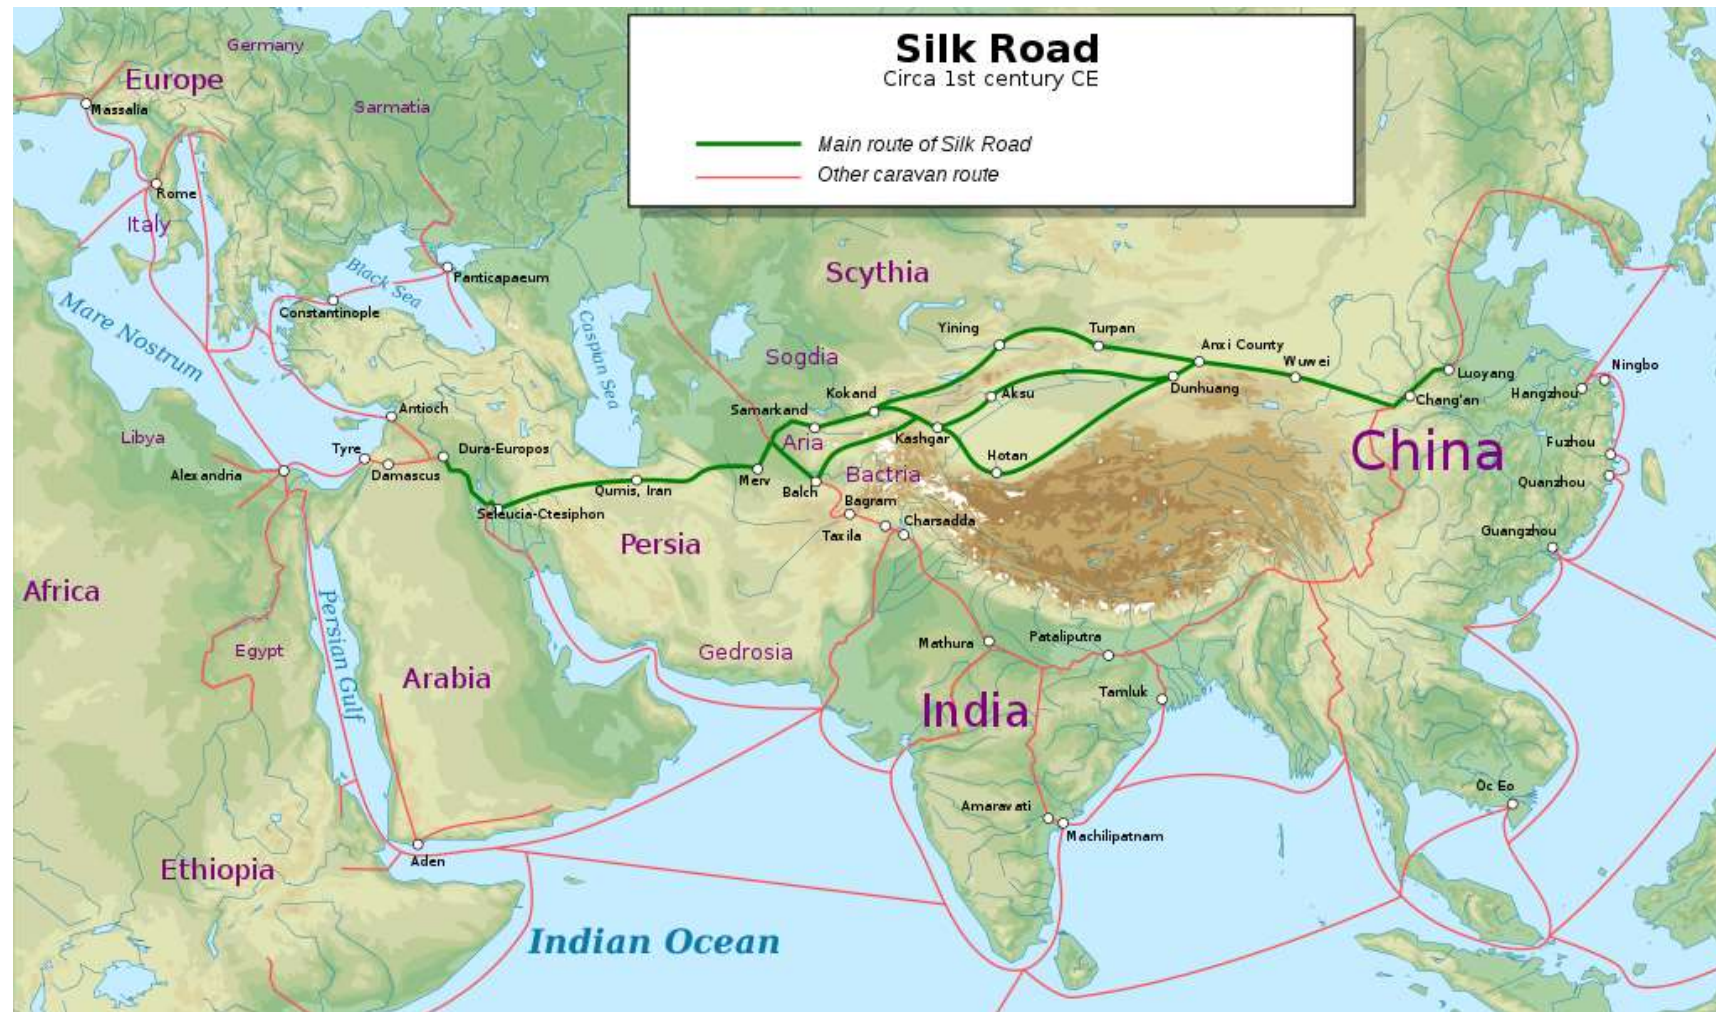 Silk Road
Circa 1st century CE
Main route of Silk Road
Other caravan route
Germany
Europe
Sarmatia
Massalia
Rome
Italy
Black Sea
Panticapaeum
Scythia
Constantinople
Mare Nostrum
Caspian Sea
Yining
Turpan
Anxi County
Wuwei
Luoyang
Ningbo
Sogdia
Kokand
Aksu
Dunhuang
Chang'an
Hangzhou
Antioch
Samarkand
Libya
Tyre
Dura-Europos
Aria
Kashgar
Hotan
China
Fuzhou
Alexandria
Damascus
Merv
Balch
Bactria
Quanzhou
Qumis, Iran
Seleucia-Ctesiphon
Bagram
Charsadda
Taxila
Guangzhou
Persia
Africa
Persian Gulf
Egypt
Arabia
Gedrosia
Mathura
Pataliputra
India
Tamluk
Oc Eo
Amaravati
Machilipatnam
Ethiopia
Aden
Indian Ocean